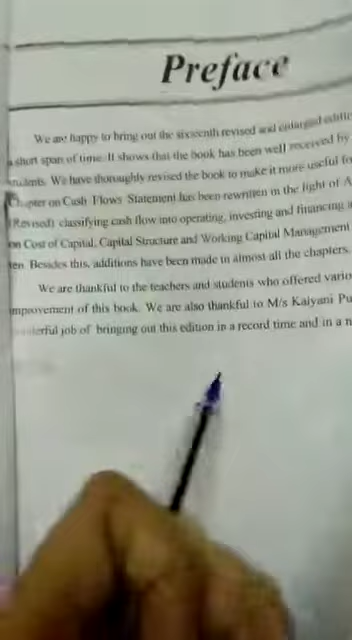 Preface
We are happy to bring out the sixteenth revised and enlarged
a short span of time. It shows that the book has been well received by
students. We have thoroughly revised the book to make it more useful
Chapter on Cash Flows Statement has been rewritten in the light of A
(Revised) classifying cash flow into operating, investing and financing
on Cost of Capital, Capital Structure and Working Capital Management
ten. Besides this, additions have been made to almost all the chapters.
We are thankful to the teachers and students who offered vario
improvement of this book. We are also thankful to M/s Kalyani Pu
job of bringing out this edition in a record time and in a n